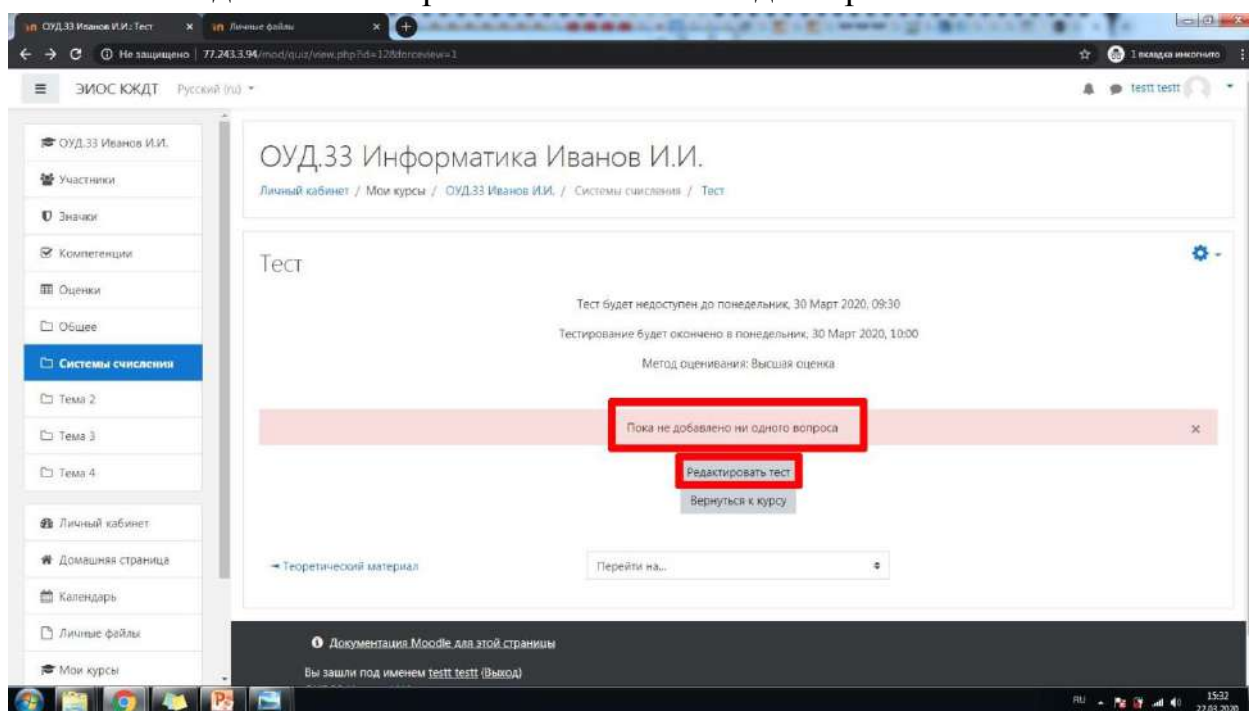 ОУД.33 Иванов И.И.: Тест
Личные файлы
Не защищено 77.243.3.94/mod/quiz/view.php?id=12&forceview=1
1 вкладка инкогнито
ЭИОС КЖДТ Русский (ru)
testt testt
ОУД.33 Иванов И.И.
Участники
Значки
Компетенции
Оценки
Общее
Системы счисления
Тема 2
Тема 3
Тема 4
Личный кабинет
Домашняя страница
Календарь
Личные файлы
Мои курсы
ОУД.33 Информатика Иванов И.И.
Личный кабинет / Мои курсы / ОУД.33 Иванов И.И. / Системы счисления / Тест
Тест
Тест будет недоступен до понедельник, 30 Март 2020, 09:30
Тестирование будет окончено в понедельник, 30 Март 2020, 10:00
Метод оценивания: Высшая оценка
Пока не добавлено ни одного вопроса
Редактировать тест
Вернуться к курсу
Теоретический материал
Перейти на...
Документация Moodle для этой страницы
Вы зашли под именем testt testt (Выход)
RU
15:32
22.03.2020